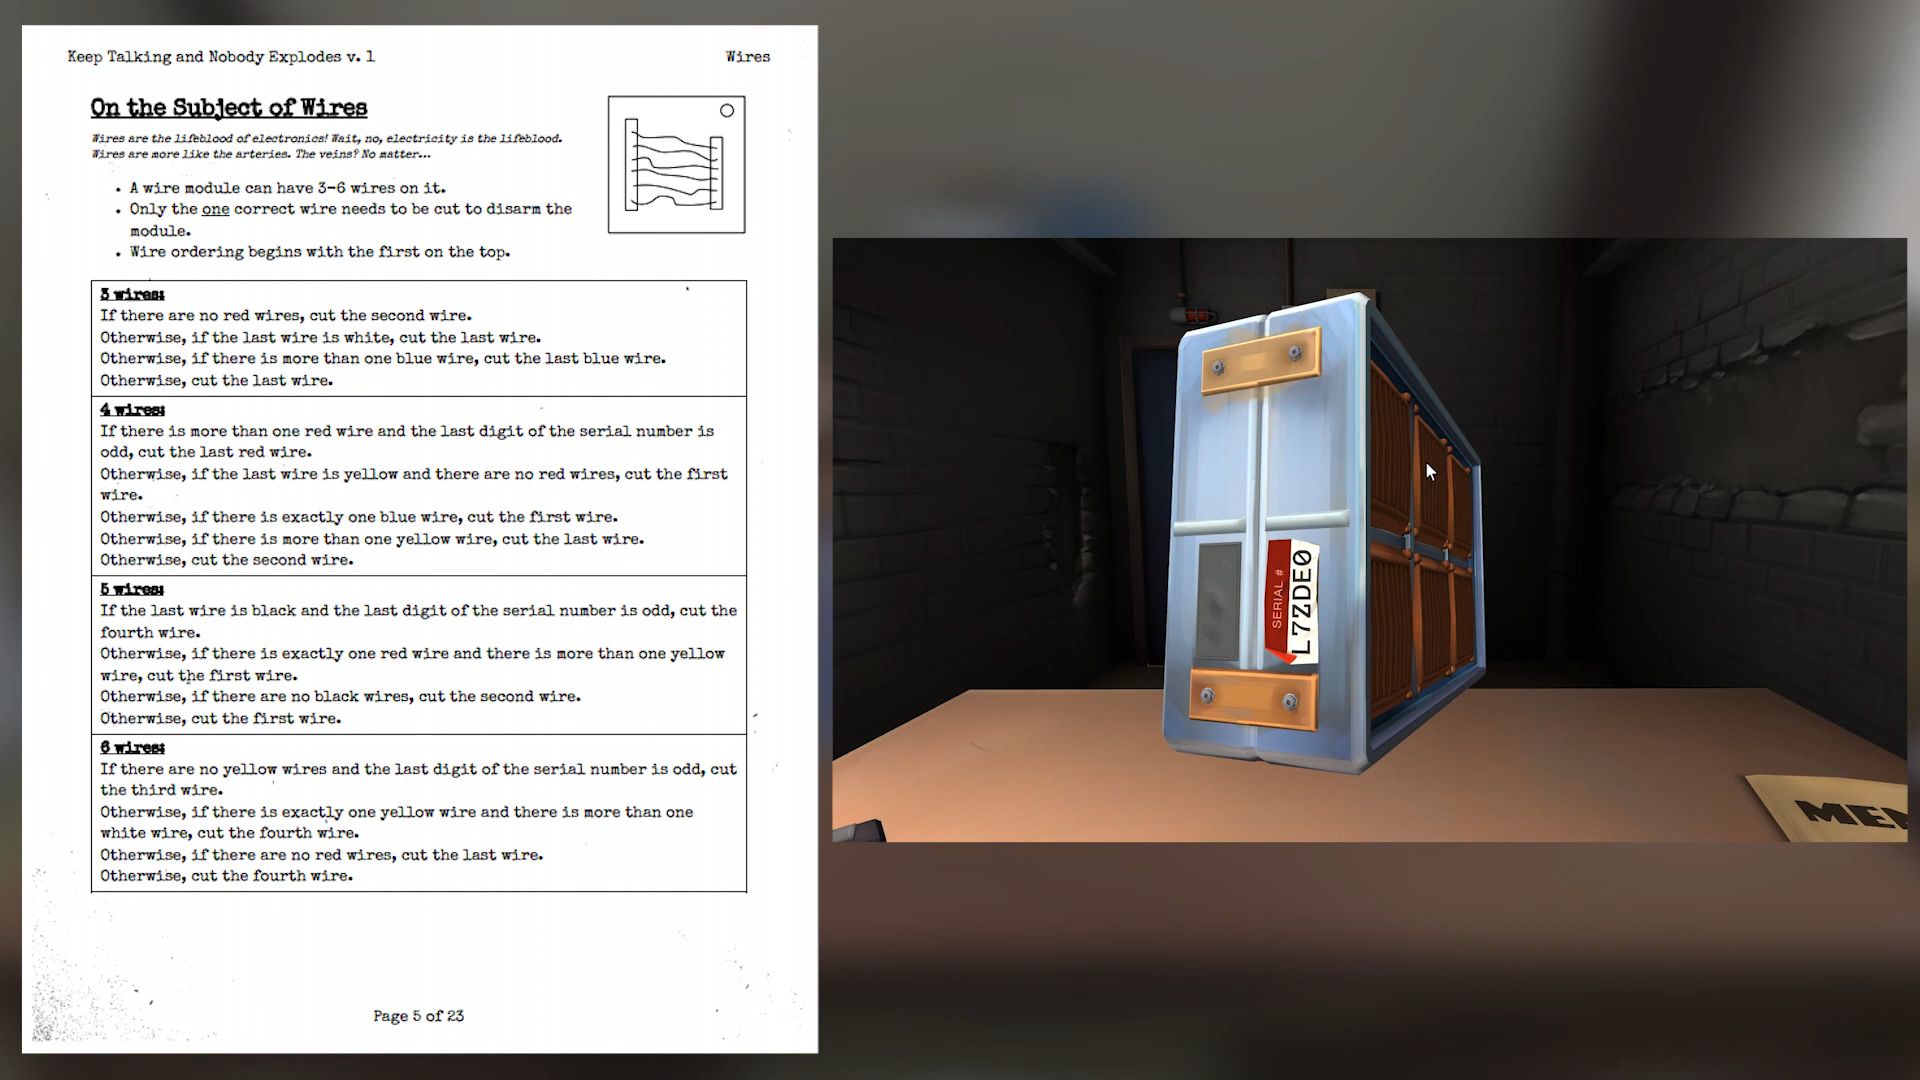 Keep Talking and Nobody Explodes v. 1
Wires
On the Subject of Wires
Wires are the lifeblood of electronics! Wait, no, electricity is the lifeblood.
Wires are more like the arteries. The veins? No matter...
• A wire module can have 3-6 wires on it.
• Only the one correct wire needs to be cut to disarm the
module.
• Wire ordering begins with the first on the top.
3 wires:
If there are no red wires, cut the second wire.
Otherwise, if the last wire is white, cut the last wire.
Otherwise, if there is more than one blue wire, cut the last blue wire.
Otherwise, cut the last wire.
4 wires:
If there is more than one red wire and the last digit of the serial number is
odd, cut the last red wire.
Otherwise, if the last wire is yellow and there are no red wires, cut the first
wire.
Otherwise, if there is exactly one blue wire, cut the first wire.
Otherwise, if there is more than one yellow wire, cut the last wire.
Otherwise, cut the second wire.
5 wires:
If the last wire is black and the last digit of the serial number is odd, cut the
fourth wire.
Otherwise, if there is exactly one red wire and there is more than one yellow
wire, cut the first wire.
Otherwise, if there are no black wires, cut the second wire.
Otherwise, cut the first wire.
6 wires:
If there are no yellow wires and the last digit of the serial number is odd, cut
the third wire.
Otherwise, if there is exactly one yellow wire and there is more than one
white wire, cut the fourth wire.
Otherwise, if there are no red wires, cut the last wire.
Otherwise, cut the fourth wire.
Page 5 of 23
SERIAL #
L7ZDE0